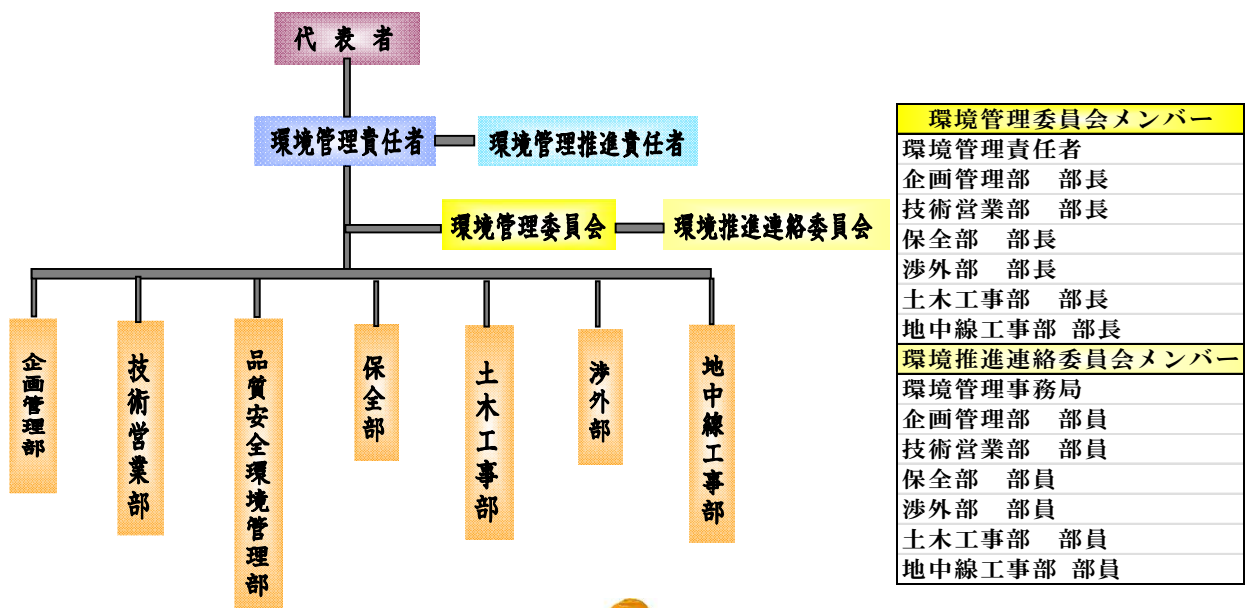 代 表 者
環境管理責任者
環境管理推進責任者
環境管理委員会
環境推進連絡委員会
企画管理部
技術営業部
品質安全環境管理部
保全部
土木工事部
渉外部
地中線工事部
環境管理委員会メンバー
環境管理責任者
企画管理部　部長
技術営業部　部長
保全部　部長
渉外部　部長
土木工事部　部長
地中線工事部 部長
環境推進連絡委員会メンバー
環境管理事務局
企画管理部　部員
技術営業部　部員
保全部　部員
渉外部　部員
土木工事部　部員
地中線工事部 部員